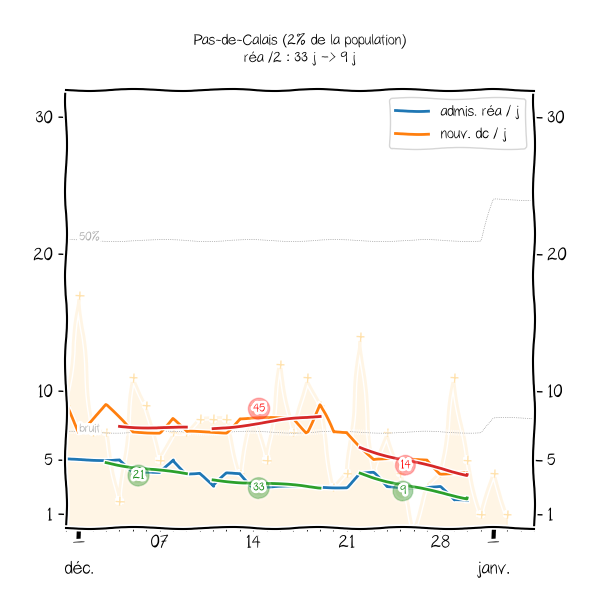 Pas-de-Calais (2% de la population)
réa /2 : 33 j -> 9 j
admis. réa / j
nouv. dc / j
30
30
50%
20
20
45
10
10
bruit
14
5
5
21
33
9
1
1
1 07 14 21 28 1
déc. janv.